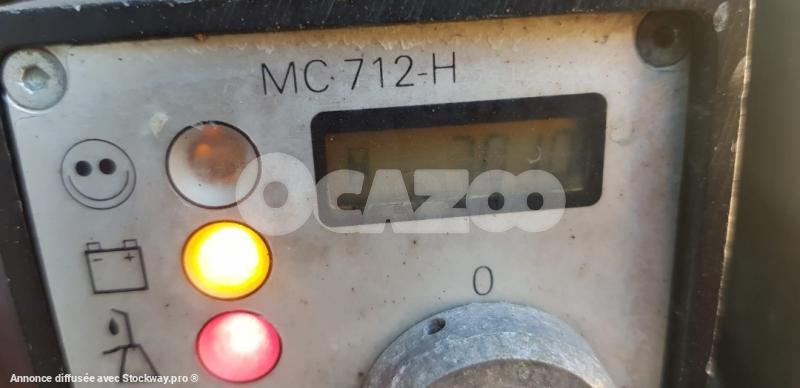 MC 712-H
OCAZOO
0
Annonce diffusée avec Stockway.pro ®